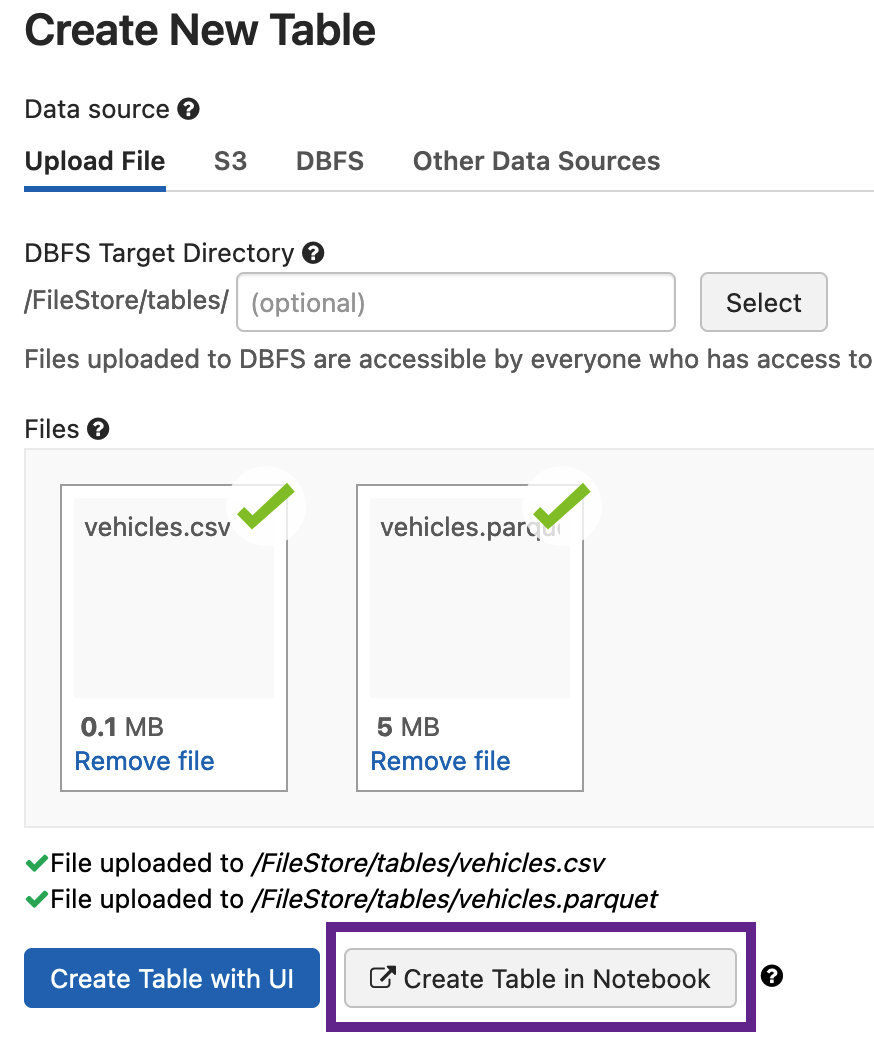 Create New Table
Data source
Upload File S3 DBFS Other Data Sources
DBFS Target Directory
/FileStore/tables/ (optional) Select
Files uploaded to DBFS are accessible by everyone who has access to
Files
vehicles.csv vehicles.parqu
0.1 MB 5 MB
Remove file Remove file
File uploaded to /FileStore/tables/vehicles.csv
File uploaded to /FileStore/tables/vehicles.parquet
Create Table with UI Create Table in Notebook